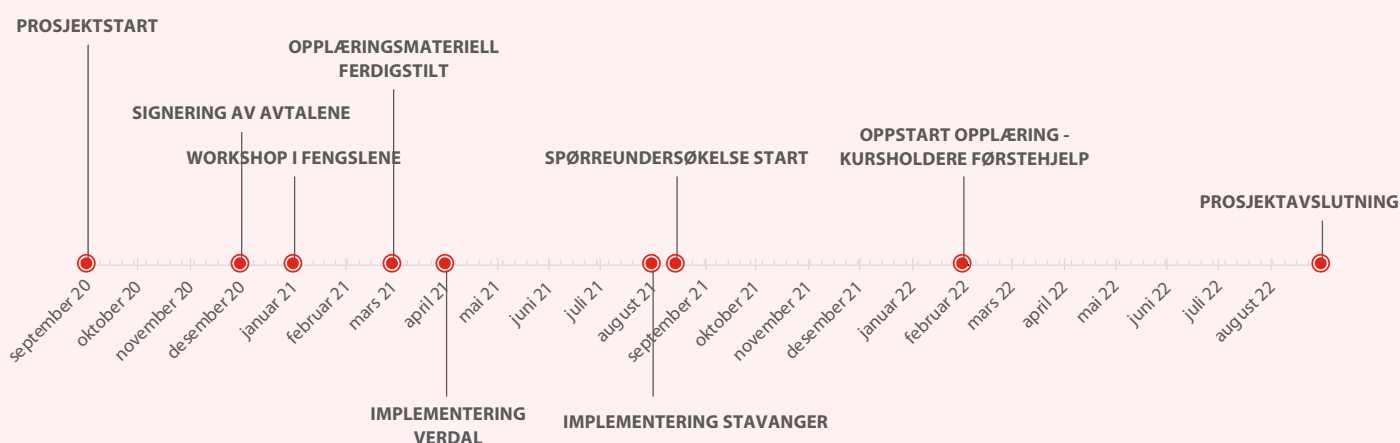 PROSJEKTSTART
OPPLÆRINGSMATERIELL
FERDIGSTILT
SIGNERING AV AVTALENE
WORKSHOP I FENGSLENE
SPØRREUNDERSØKELSE START
OPPSTART OPPLÆRING -
KURSHOLDERE FØRSTEHJELP
PROSJEKTAVSLUTNING
september 20
oktober 20
november 20
desember 20
januar 21
februar 21
mars 21
april 21
mai 21
juni 21
juli 21
august 21
september 21
oktober 21
november 21
desember 21
januar 22
februar 22
mars 22
april 22
mai 22
juni 22
juli 22
august 22
IMPLEMENTERING
VERDAL
IMPLEMENTERING STAVANGER